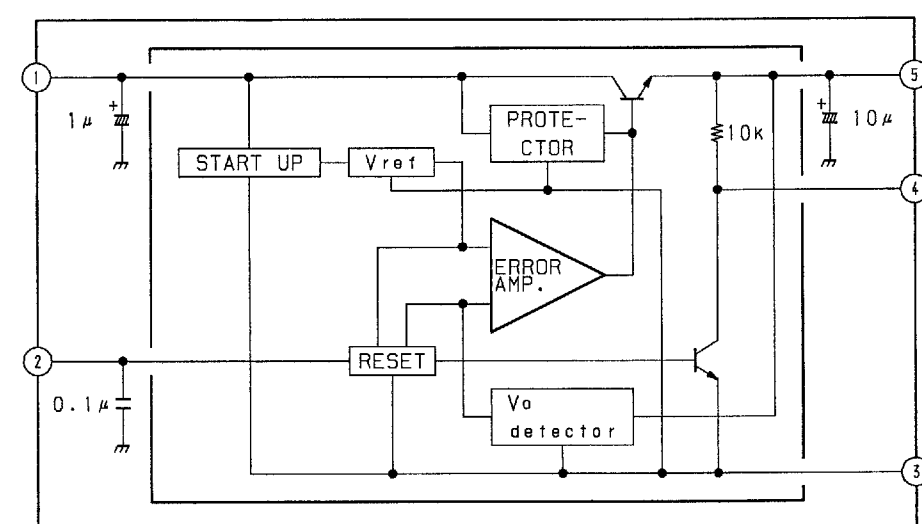 1
5
+
1μ
PROTE-
CTOR
10K
+
10μ
START UP
Vref
4
ERROR
AMP.
2
RESET
0.1μ
Vo
detector
3